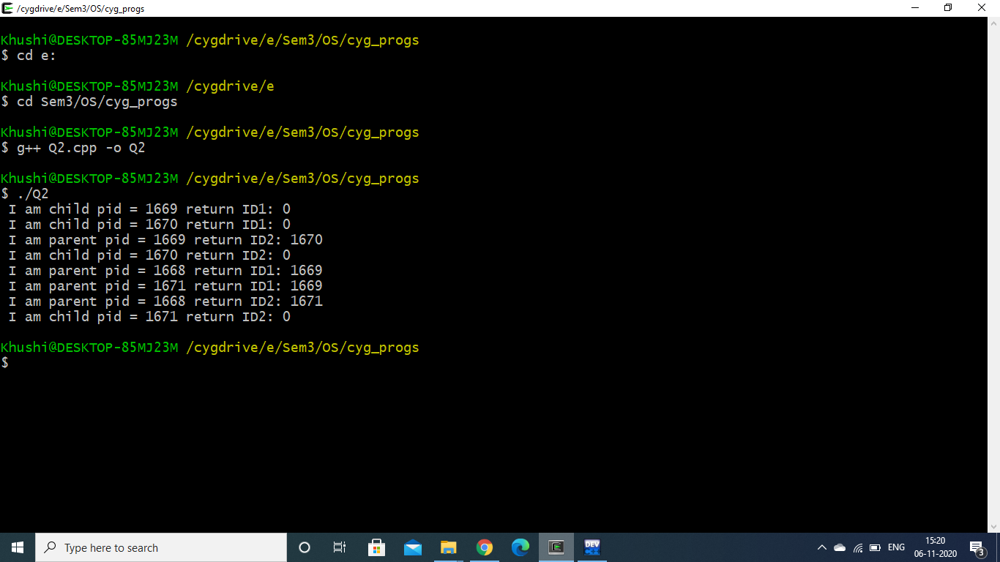 /cygdrive/e/Sem3/OS/cyg_progs
Khushi@DESKTOP-85MJ23M /cygdrive/e/Sem3/OS/cyg_progs
$ cd e:
Khushi@DESKTOP-85MJ23M /cygdrive/e
$ cd Sem3/OS/cyg_progs
Khushi@DESKTOP-85MJ23M /cygdrive/e/Sem3/OS/cyg_progs
$ g++ Q2.cpp -o Q2
Khushi@DESKTOP-85MJ23M /cygdrive/e/Sem3/OS/cyg_progs
$ ./Q2
I am child pid = 1669 return ID1: 0
I am child pid = 1670 return ID1: 0
I am parent pid = 1669 return ID2: 1670
I am child pid = 1670 return ID2: 0
I am parent pid = 1668 return ID1: 1669
I am parent pid = 1671 return ID1: 1669
I am parent pid = 1668 return ID2: 1671
I am child pid = 1671 return ID2: 0
Khushi@DESKTOP-85MJ23M /cygdrive/e/Sem3/OS/cyg_progs
$
Type here to search
DEV
C++
ENG
15:20
06-11-2020
3